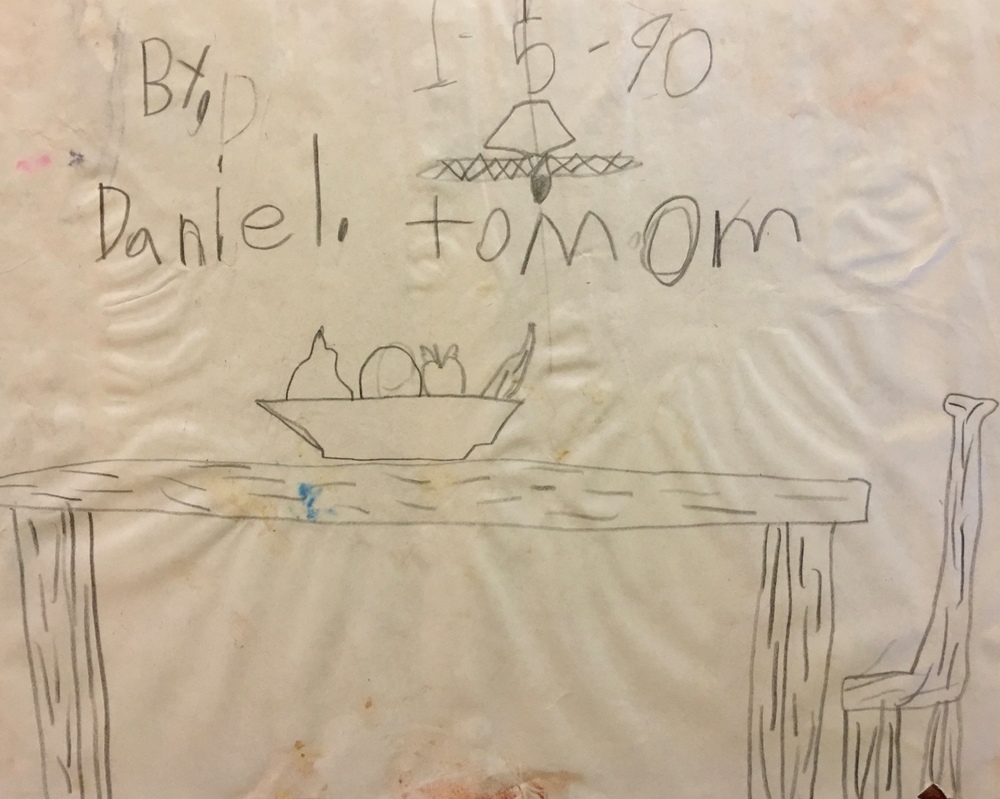 1-5-90
By, D
Daniel. to mom